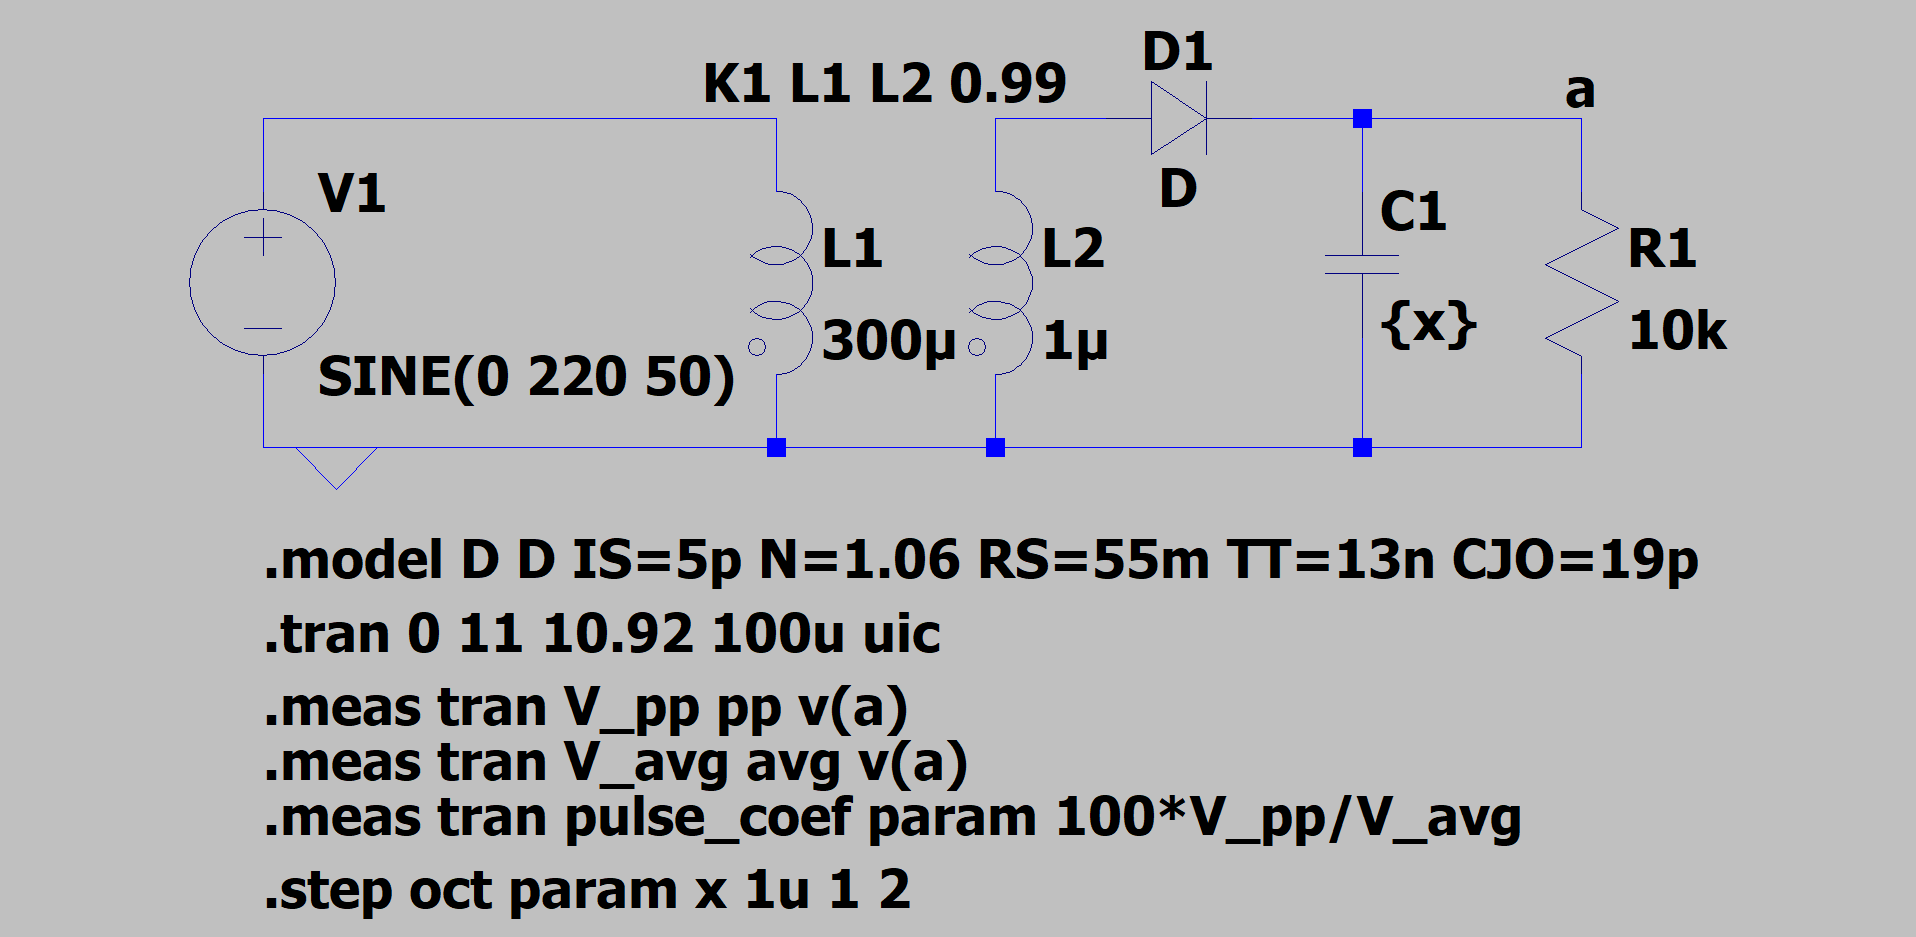 K1 L1 L2 0.99
D1
a
V1
D
C1
L1
L2
R1
{x}
300µ
1µ
10k
SINE(0 220 50)
.model D D IS=5p N=1.06 RS=55m TT=13n CJO=19p
.tran 0 11 10.92 100u uic
.meas tran V_pp pp v(a)
.meas tran V_avg avg v(a)
.meas tran pulse_coef param 100*V_pp/V_avg
.step oct param x 1u 1 2